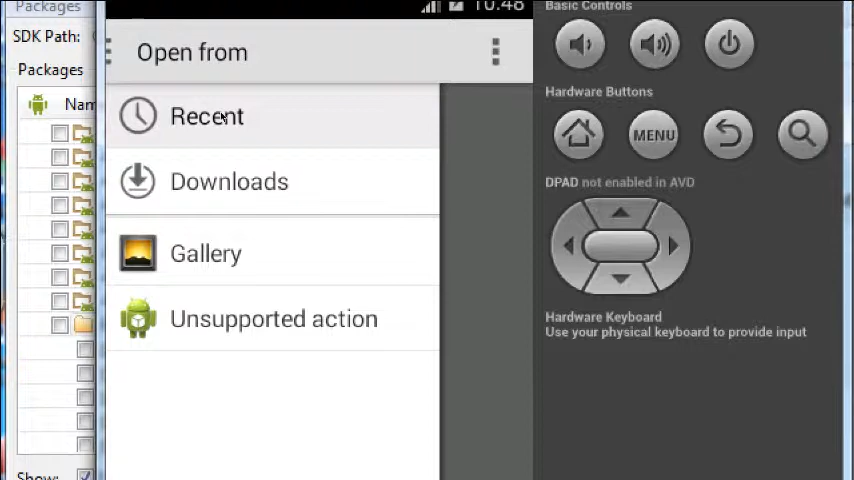 Packages
SDK Path:
Packages
Nam
Show:
10:48
Open from
Recent
Downloads
Gallery
Unsupported action
Basic Controls
Hardware Buttons
MENU
DPAD not enabled in AVD
Hardware Keyboard
Use your physical keyboard to provide input